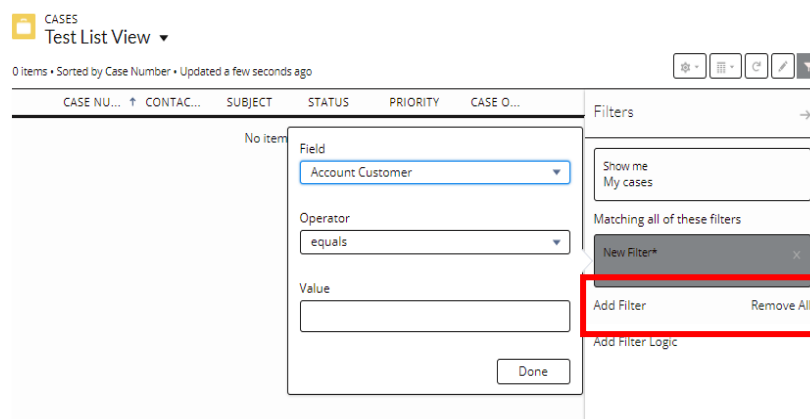 CASES
Test List View
0 items • Sorted by Case Number • Updated a few seconds ago
CASE NU... ↑ CONTAC... SUBJECT STATUS PRIORITY CASE O...
No item
Field
Account Customer
Operator
equals
Value
Done
Filters
Show me
My cases
Matching all of these filters
New Filter* x
Add Filter Remove All
Add Filter Logic